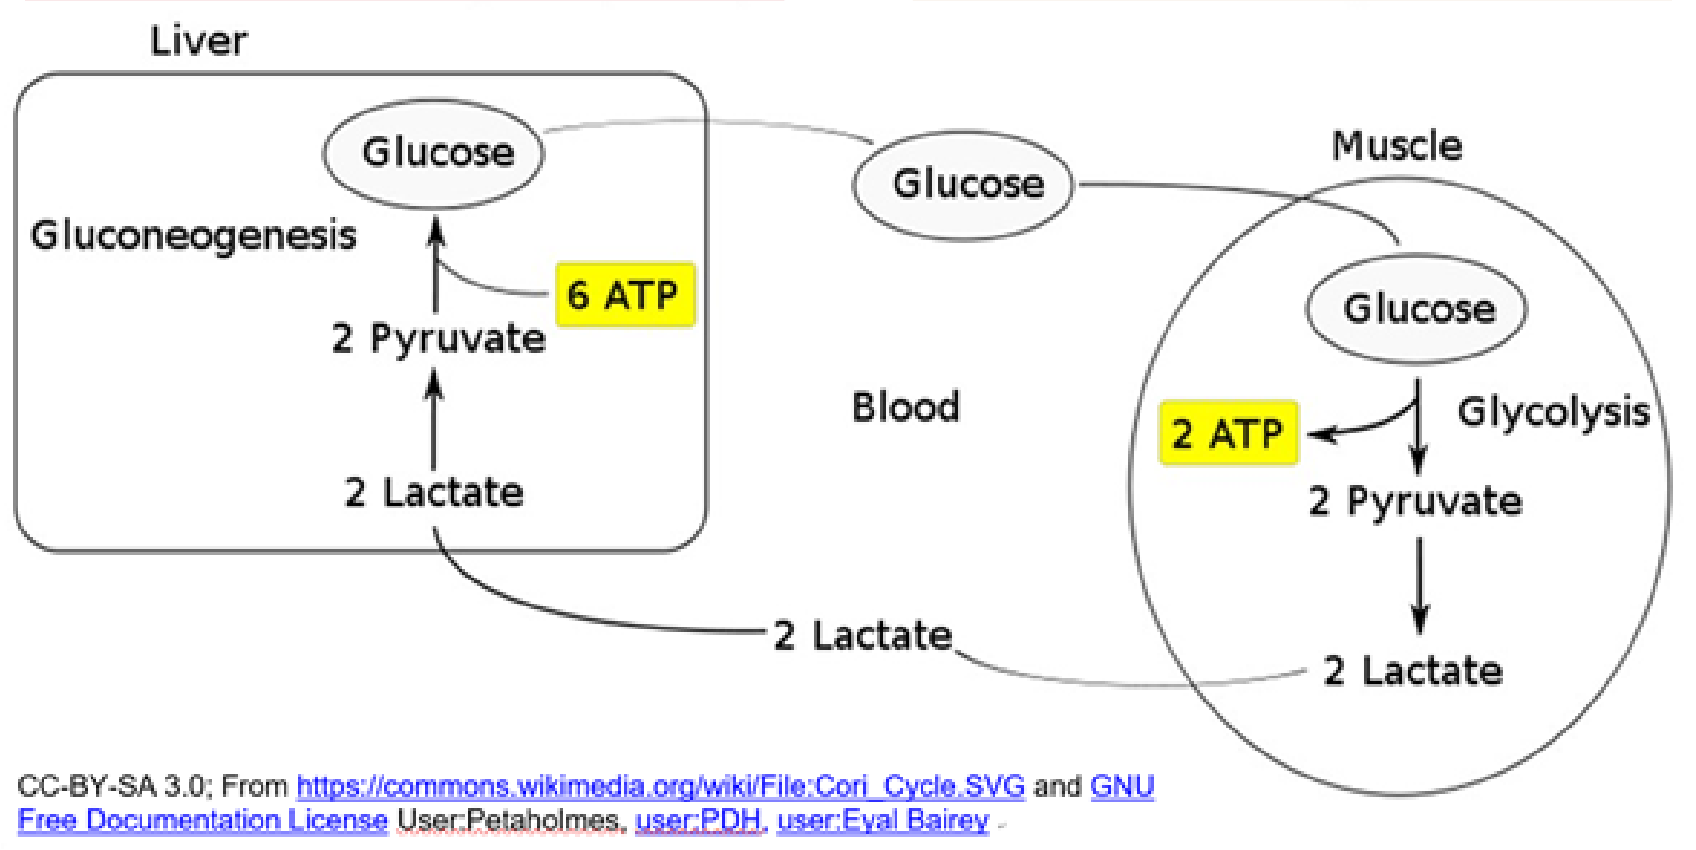 Liver
Glucose
Gluconeogenesis
6 ATP
2 Pyruvate
2 Lactate
Glucose
Blood
2 Lactate
Muscle
Glucose
Glycolysis
2 ATP
2 Pyruvate
2 Lactate
CC-BY-SA 3.0; From https://commons.wikimedia.org/wiki/File:Cori_Cycle.SVG and GNU
Free Documentation License User:Petaholmes, user:PDH, user:Eyal Bairey